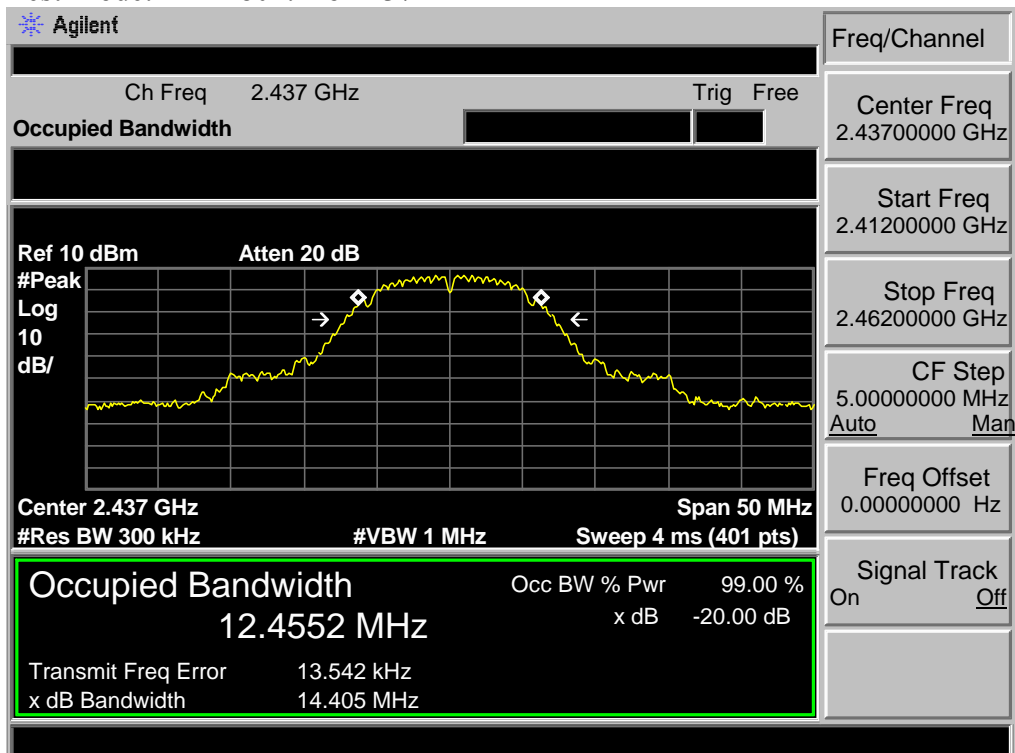 Agilent
Freq/Channel
Ch Freq 2.437 GHz Trig Free
Occupied Bandwidth
Center Freq
2.43700000 GHz
Start Freq
2.41200000 GHz
Stop Freq
2.46200000 GHz
CF Step
5.00000000 MHz
Auto Man
Freq Offset
0.00000000 Hz
Signal Track
On Off
Ref 10 dBm Atten 20 dB
#Peak
Log
10
dB/
Center 2.437 GHz Span 50 MHz
#Res BW 300 kHz #VBW 1 MHz Sweep 4 ms (401 pts)
Occupied Bandwidth Occ BW % Pwr 99.00 %
12.4552 MHz x dB -20.00 dB
Transmit Freq Error 13.542 kHz
x dB Bandwidth 14.405 MHz